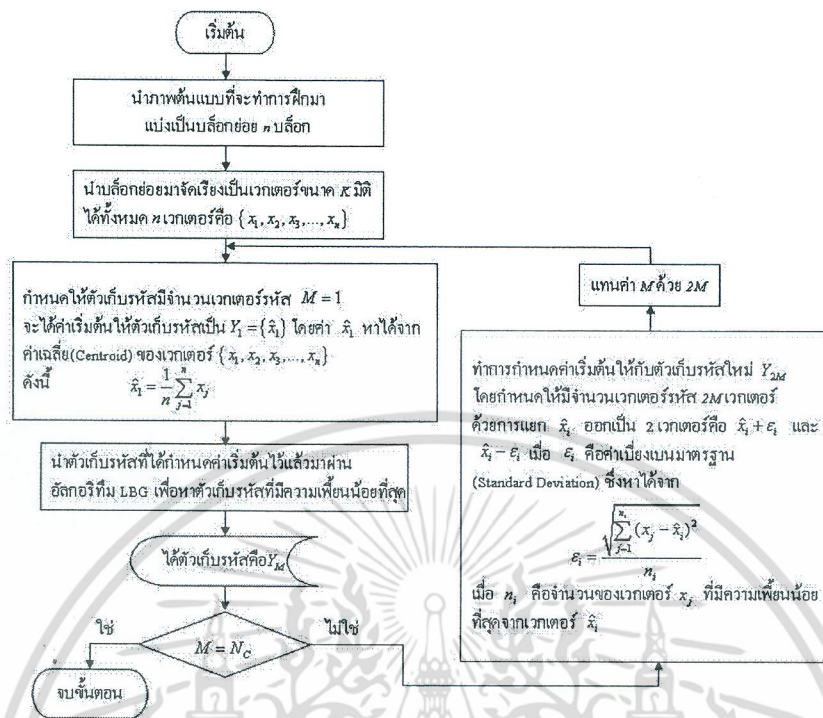 เริ่มต้น
นำภาพต้นแบบที่จะทำการฝึกมา
แบ่งเป็นบล็อกย่อย n บล็อก
นำบล็อกย่อยมาจัดเรียงเป็นเวกเตอร์ขนาด K มิติ
ได้ทั้งหมด n เวกเตอร์คือ { x₁, x₂, x₃,..., xₙ}
กำหนดให้ตัวเก็บรหัสมีจำนวนเวกเตอร์รหัส M = 1
จะได้ค่าเริ่มต้นให้ตัวเก็บรหัสเป็น Y₁ = {x̂₁} โดยค่า x̂₁ หาได้จาก
ค่าเฉลี่ย(Centroid) ของเวกเตอร์ { x₁, x₂, x₃,..., xₙ}
ดังนี้ x̂₁ = 1/n ∑ⁿⱼ₌₁ xⱼ
นำตัวเก็บรหัสที่ได้กำหนดค่าเริ่มต้นไว้แล้วมาผ่าน
อัลกอริทึม LBG เพื่อหาตัวเก็บรหัสที่มีความเพี้ยนน้อยที่สุด
ได้ตัวเก็บรหัสคือ Y_M
ใช่
ไม่ใช่
M = N_C
จบขั้นตอน
แทนค่า M ด้วย 2M
ทำการกำหนดค่าเริ่มต้นให้กับตัวเก็บรหัสใหม่ Y_2M
โดยกำหนดให้มีจำนวนเวกเตอร์รหัส 2M เวกเตอร์
ด้วยการแยก x̂ᵢ ออกเป็น 2 เวกเตอร์คือ x̂ᵢ + εᵢ และ
x̂ᵢ − εᵢ เมื่อ εᵢ คือค่าเบี่ยงเบนมาตรฐาน
(Standard Deviation) ซึ่งหาได้จาก
εᵢ = √(∑ⁿⁱⱼ₌₁ (xⱼ − x̂ᵢ)²) / nᵢ
เมื่อ nᵢ คือจำนวนของเวกเตอร์ xⱼ ที่มีความเพี้ยนน้อย
ที่สุดจากเวกเตอร์ x̂ᵢ